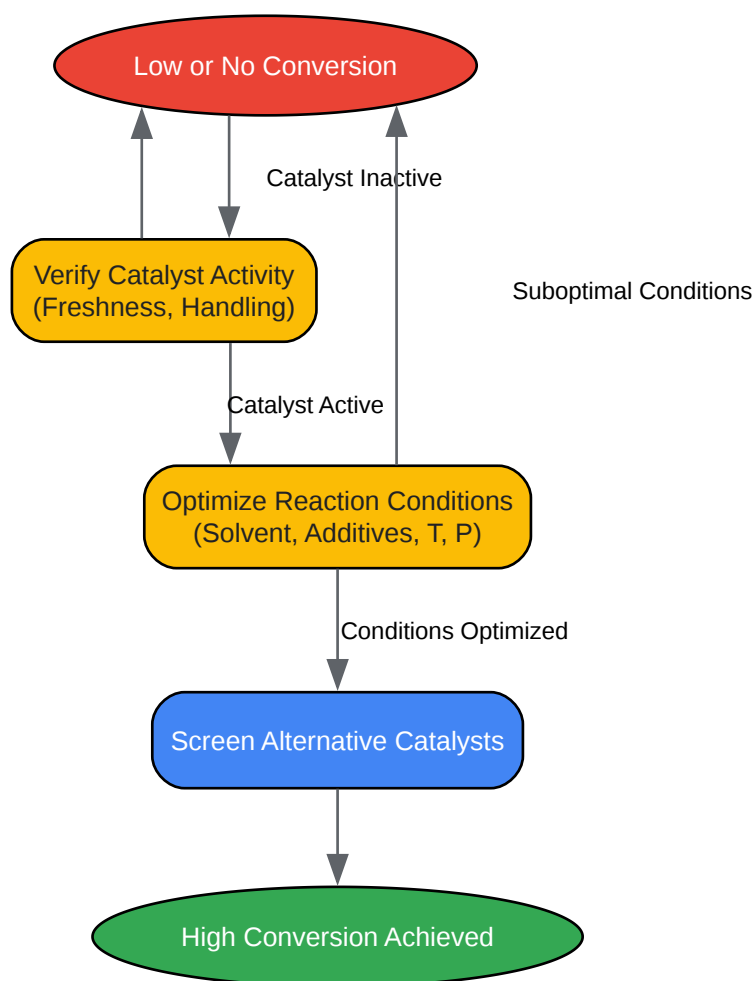 Low or No Conversion
Catalyst Inactive
Verify Catalyst Activity
(Freshness, Handling)
Suboptimal Conditions
Catalyst Active
Optimize Reaction Conditions
(Solvent, Additives, T, P)
Conditions Optimized
Screen Alternative Catalysts
High Conversion Achieved